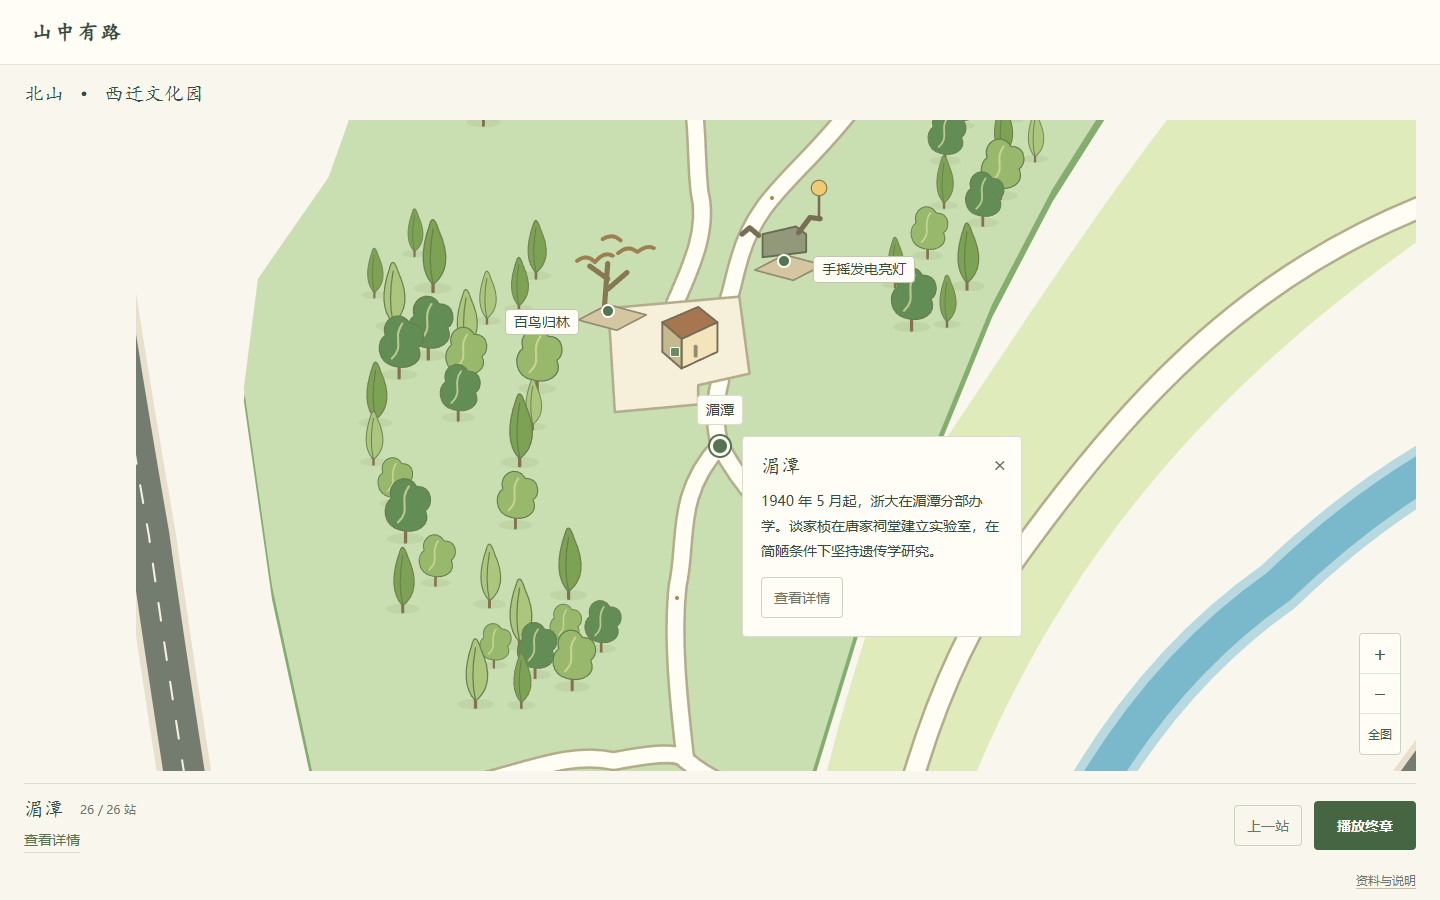 山中有路
北山 • 西迁文化园
手摇发电亮灯
百鸟归林
湄潭
湄潭
×
1940 年 5 月起，浙大在湄潭分部办
学。谈家桢在唐家祠堂建立实验室，在
简陋条件下坚持遗传学研究。
查看详情
+
−
全图
湄潭 26 / 26 站
查看详情
上一站
播放终章
资料与说明